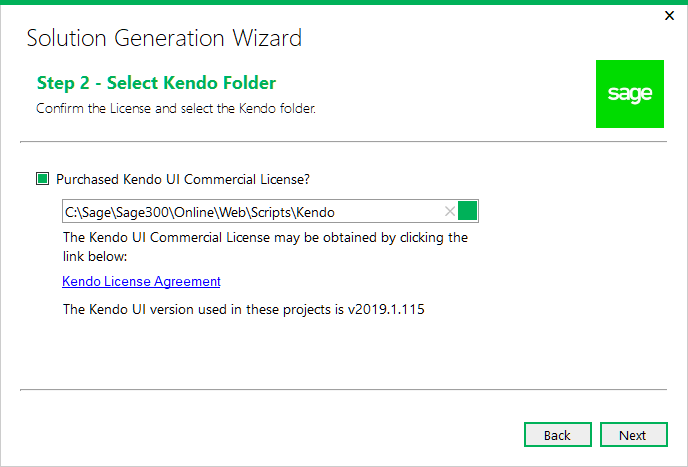 Solution Generation Wizard
Step 2 - Select Kendo Folder
Confirm the License and select the Kendo folder.
sage
Purchased Kendo UI Commercial License?
C:\Sage\Sage300\Online\Web\Scripts\Kendo
The Kendo UI Commercial License may be obtained by clicking the
link below:
Kendo License Agreement
The Kendo UI version used in these projects is v2019.1.115
Back
Next